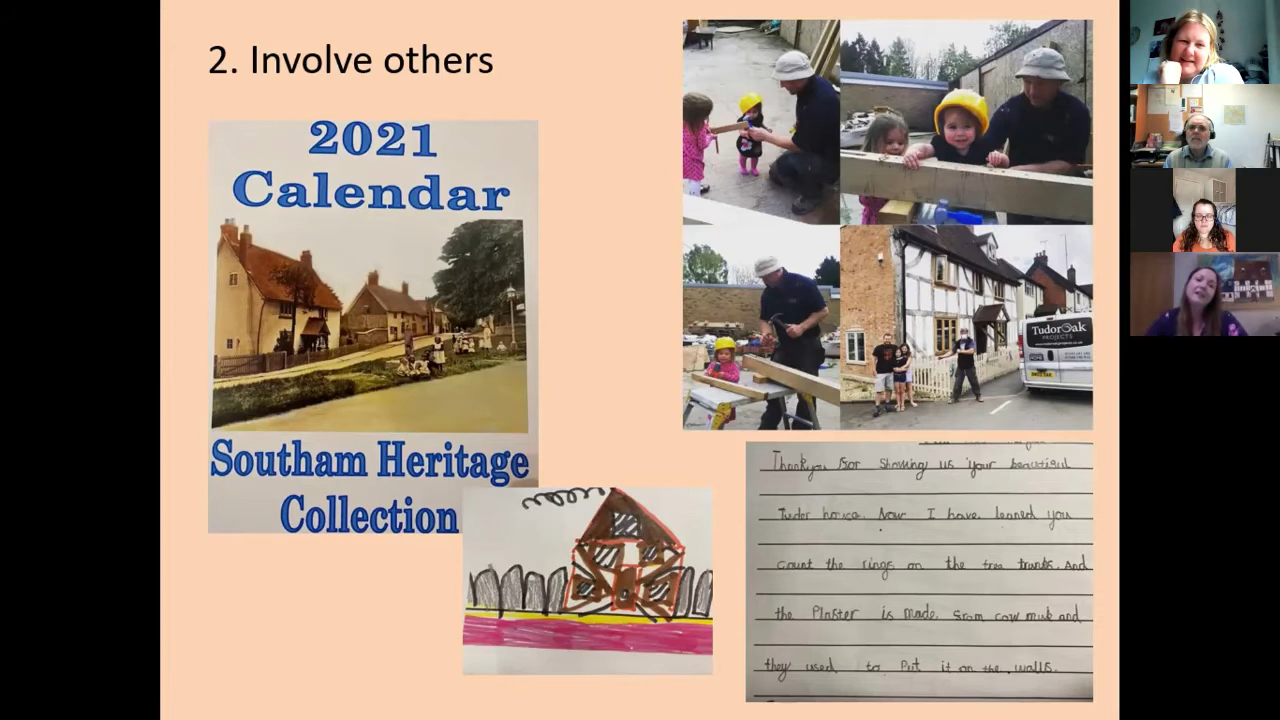 2. Involve others
2021
Calendar
Southam Heritage
Collection
TudorOak
PROJECTS
Thankyou for showing us your beautiful
Tudor house. Now I have lenned you
count the rings on the tree trunks. And
the Plaster is made from cow muk and
they used to Put it on the walls.